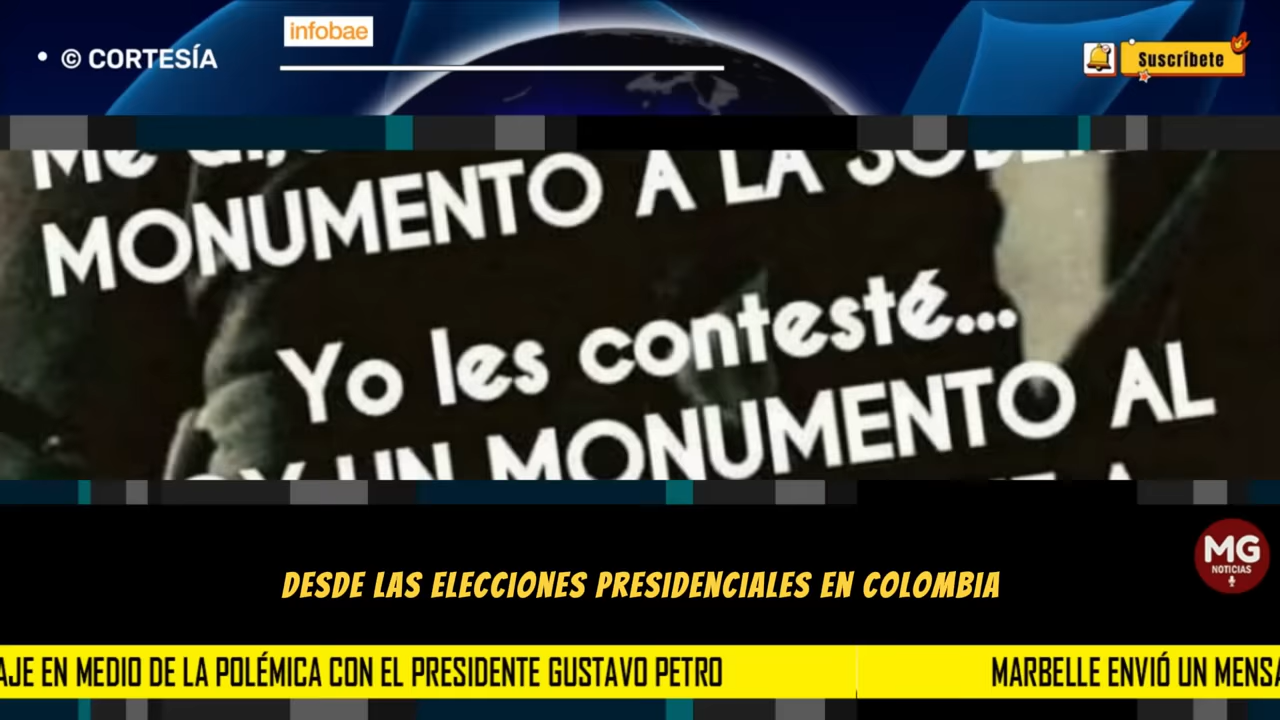 infobae
• © CORTESÍA
Suscríbete
MONUMENTO A LA
Yo les contesté...
UN MONUMENTO AL
A
DESDE LAS ELECCIONES PRESIDENCIALES EN COLOMBIA
MG
NOTICIAS
AJE EN MEDIO DE LA POLÉMICA CON EL PRESIDENTE GUSTAVO PETRO
MARBELLE ENVIÓ UN MENSA